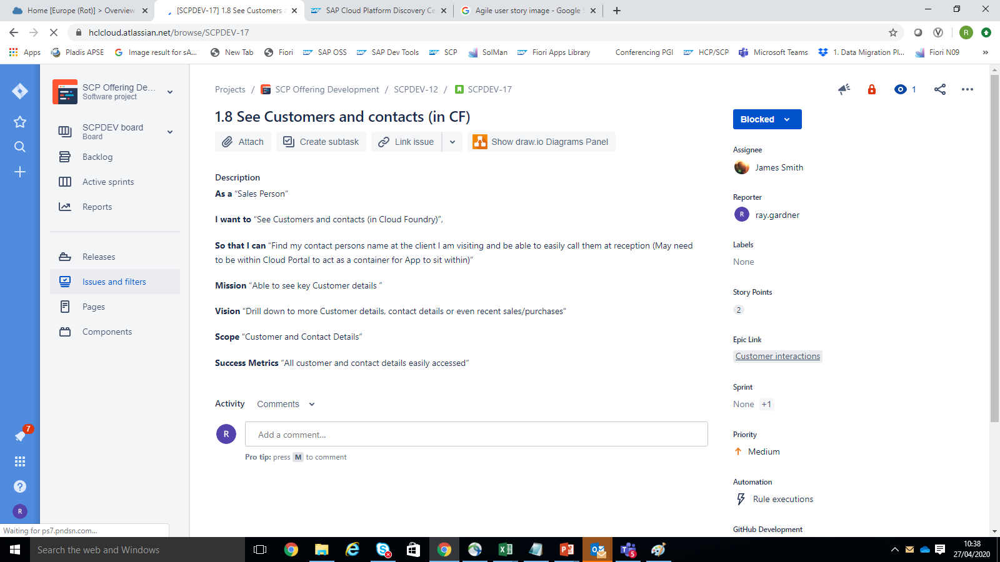 Home [Europe (Rot)] > Overview
[SCPDEV-17] 1.8 See Customers a
SAP Cloud Platform Discovery Ce
Agile user story image - Google S
hclcloud.atlassian.net/browse/SCPDEV-17
R
Apps
Pladis APSE
Image result for sA...
New Tab
Fiori
SAP OSS
SAP Dev Tools
SCP
SolMan
Fiori Apps Library
Conferencing PGI
HCP/SCP
Microsoft Teams
1. Data Migration Pl...
Fiori N09
»
SCP Offering De...
Software project
SCPDEV board
Board
Backlog
Active sprints
Reports
Releases
Issues and filters
Pages
Components
7
R
Waiting for ps7.pndsn.com...
Projects / SCP Offering Development / SCPDEV-12 / SCPDEV-17
1
1.8 See Customers and contacts (in CF)
Attach
Create subtask
Link issue
Show draw.io Diagrams Panel
Description
As a “Sales Person”
I want to “See Customers and contacts (in Cloud Foundry)”,
So that I can “Find my contact persons name at the client I am visiting and be able to easily call them at reception (May need
to be within Cloud Portal to act as a container for App to sit within)”
Mission “Able to see key Customer details ”
Vision “Drill down to more Customer details, contact details or even recent sales/purchases”
Scope “Customer and Contact Details”
Success Metrics “All customer and contact details easily accessed”
Activity
Comments
R
Add a comment...
Pro tip: press M to comment
Blocked
Assignee
James Smith
Reporter
R
ray.gardner
Labels
None
Story Points
2
Epic Link
Customer interactions
Sprint
None +1
Priority
Medium
Automation
Rule executions
GitHub Development
Search the web and Windows
5
10:38
27/04/2020